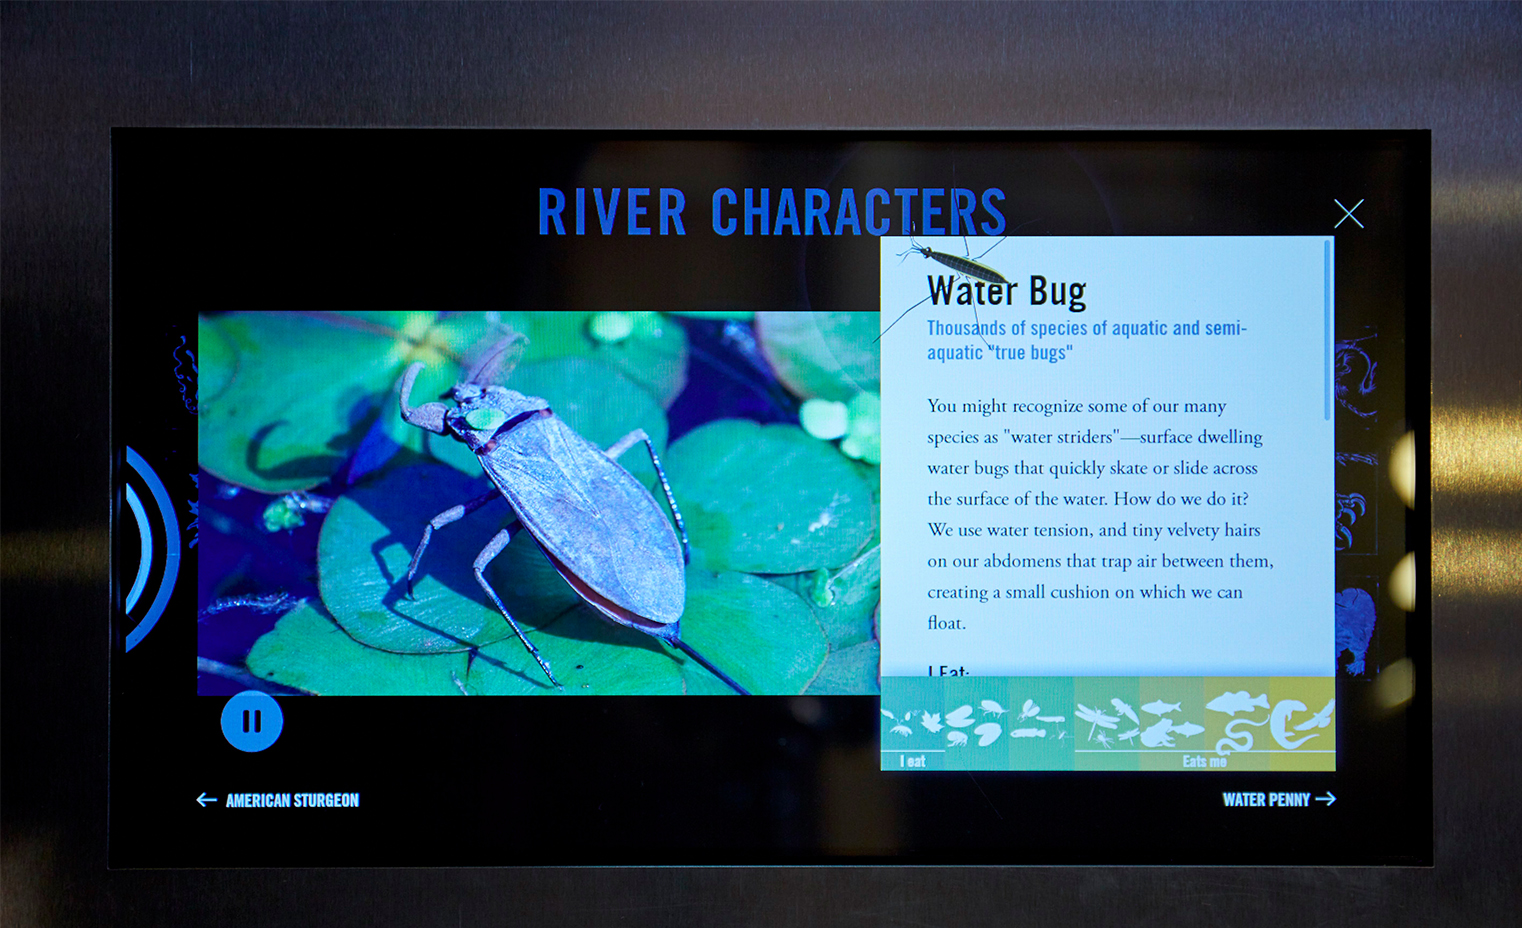 RIVER CHARACTERS
Water Bug
Thousands of species of aquatic and semi-
aquatic "true bugs"
You might recognize some of our many
species as "water striders"—surface dwelling
water bugs that quickly skate or slide across
the surface of the water. How do we do it?
We use water tension, and tiny velvety hairs
on our abdomens that trap air between them,
creating a small cushion on which we can
float.
I Eat:
I eat
Eats me
← AMERICAN STURGEON
WATER PENNY →